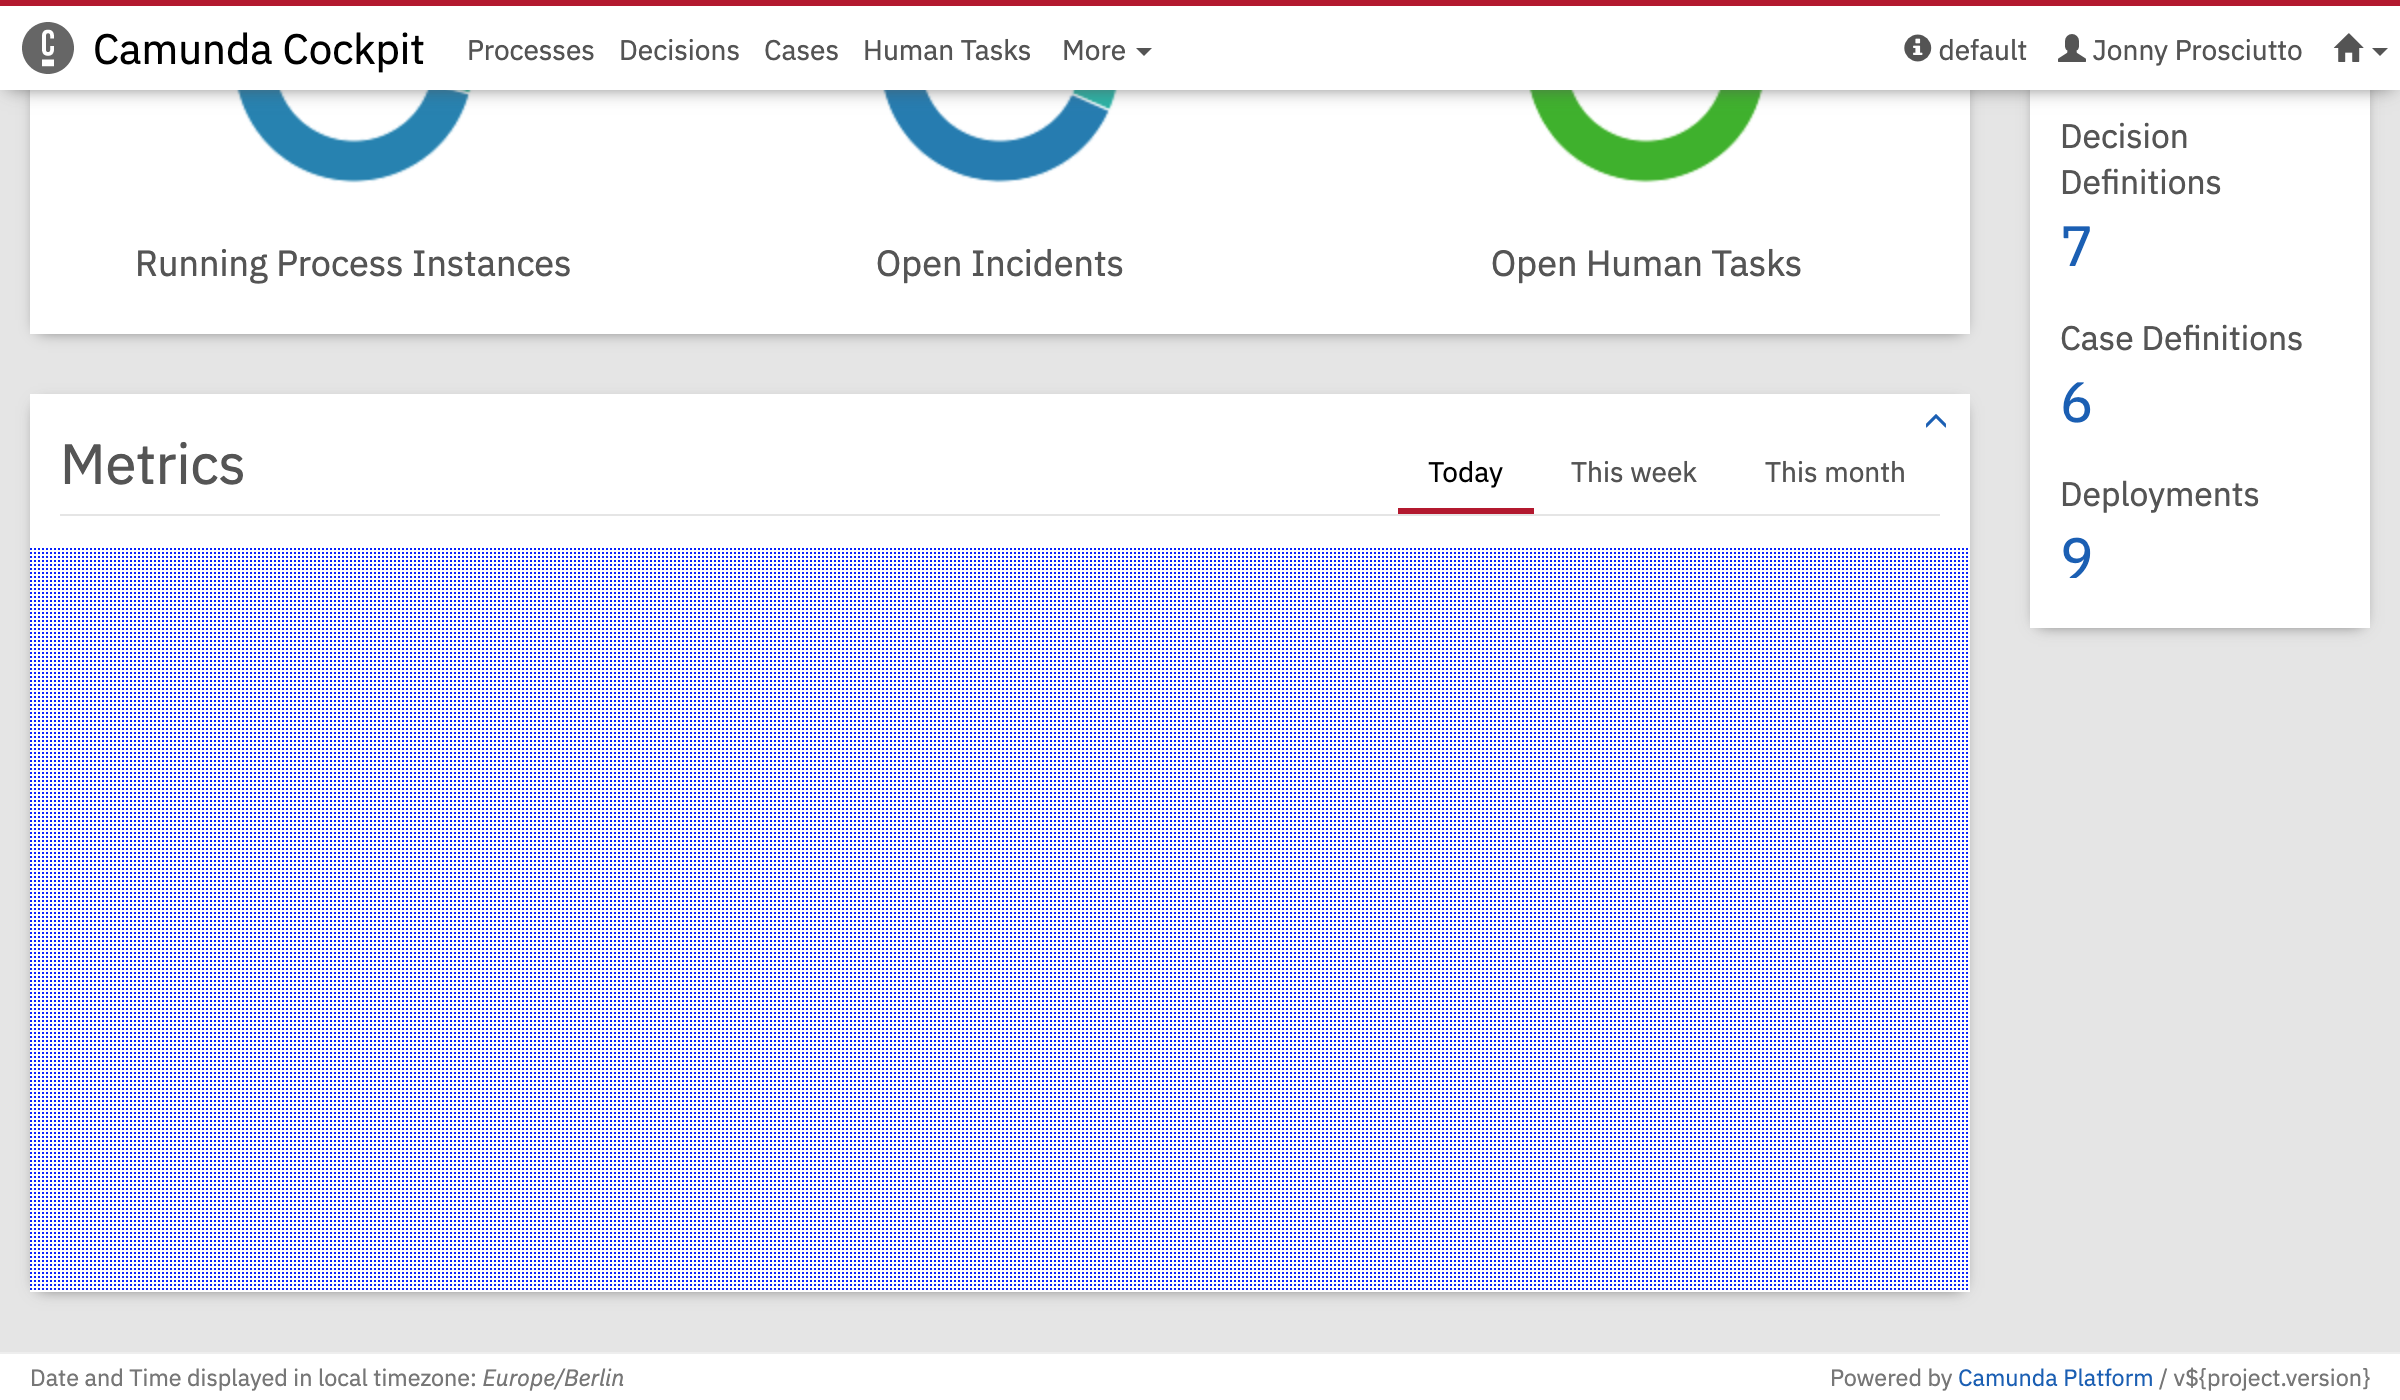 Camunda Cockpit Processes Decisions Cases Human Tasks More default Jonny Prosciutto
Running Process Instances Open Incidents Open Human Tasks
Decision
Definitions
7
Case Definitions
6
Deployments
9
Metrics Today This week This month
Date and Time displayed in local timezone: Europe/Berlin Powered by Camunda Platform / v${project.version}